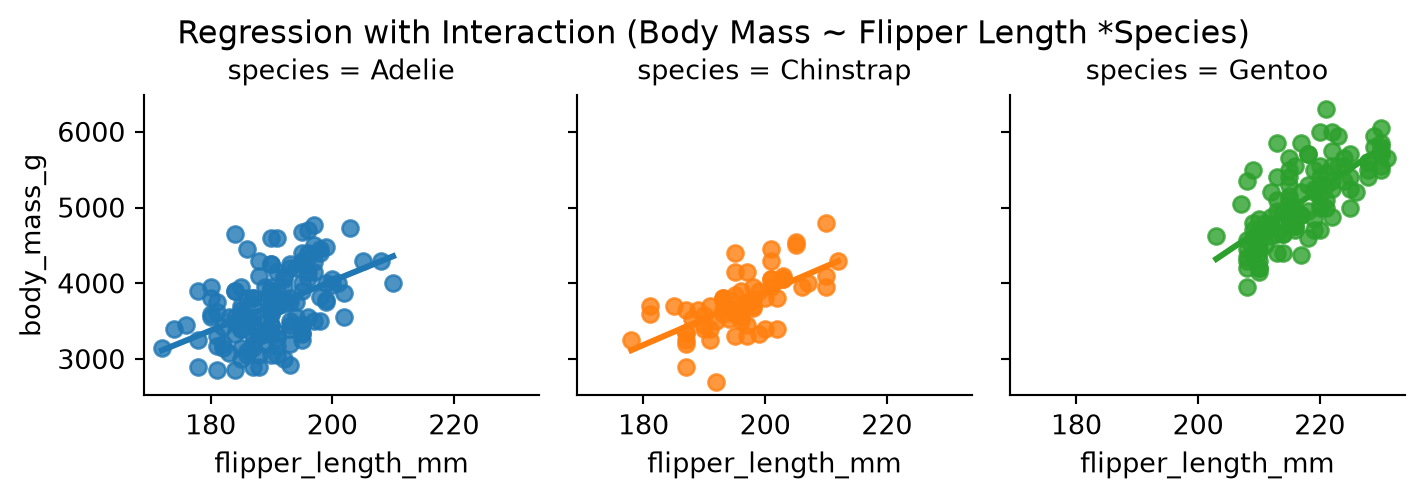 Regression with Interaction (Body Mass ~ Flipper Length *Species)
species = Adelie
species = Chinstrap
species = Gentoo
body_mass_g
6000
5000
4000
3000
180 200 220
180 200 220
180 200 220
flipper_length_mm
flipper_length_mm
flipper_length_mm